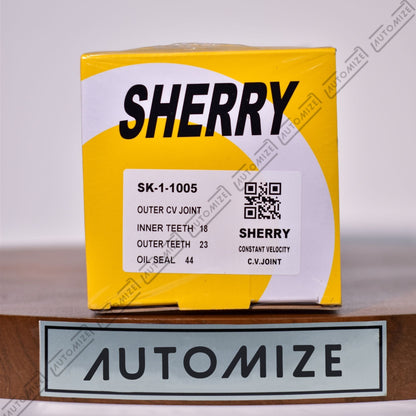 SHERRY
SK-1-1005
OUTER CV JOINT
INNER TEETH 18
OUTER TEETH 23
OIL SEAL 44
SHERRY
CONSTANT VELOCITY
C.V.JOINT
AUTOMIZE